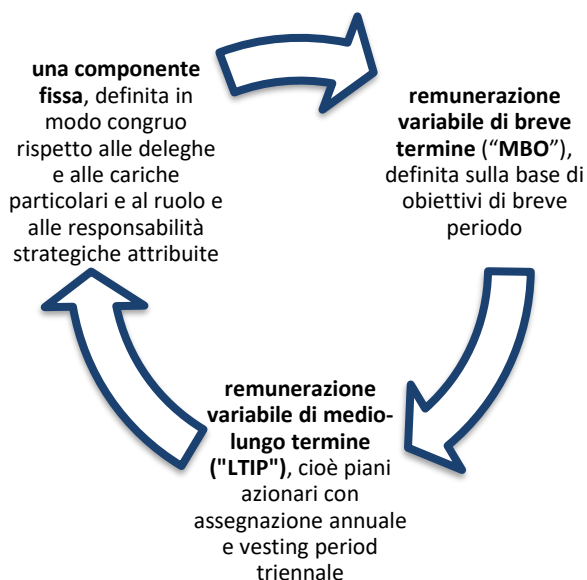 una componente
fissa, definita in
modo congruo
rispetto alle deleghe
e alle cariche
particolari e al ruolo e
alle responsabilità
strategiche attribuite
remunerazione
variabile di breve
termine (“MBO”),
definita sulla base di
obiettivi di breve
periodo
remunerazione
variabile di medio-
lungo termine
("LTIP"), cioè piani
azionari con
assegnazione annuale
e vesting period
triennale